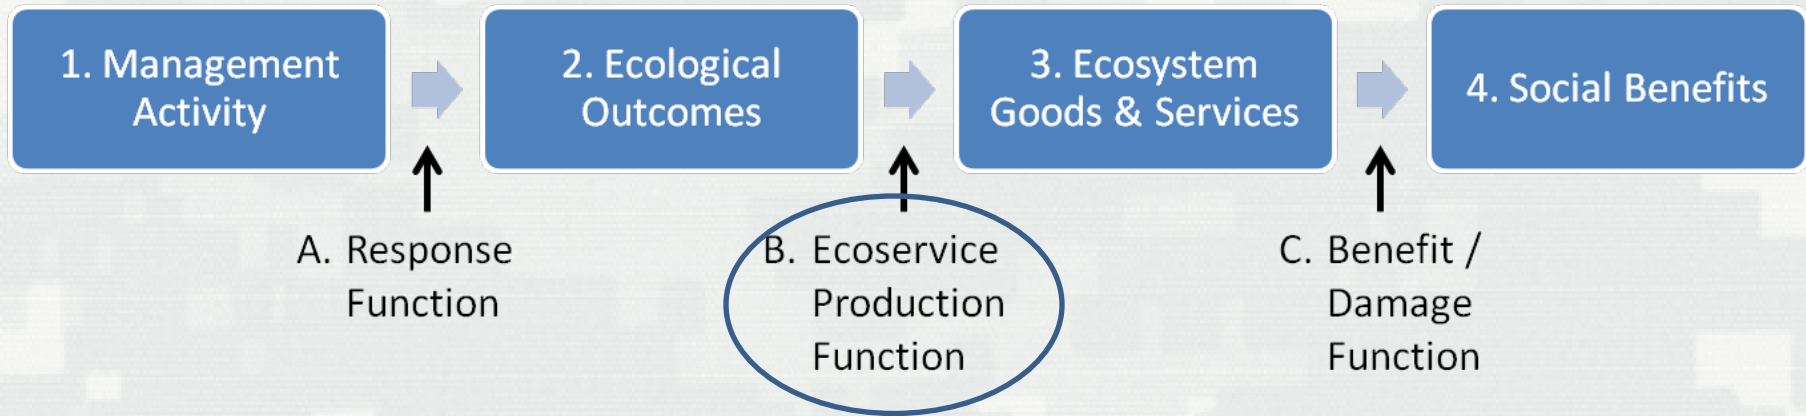 1. Management
Activity
2. Ecological
Outcomes
3. Ecosystem
Goods & Services
4. Social Benefits
A. Response
Function
B. Ecoservice
Production
Function
C. Benefit /
Damage
Function